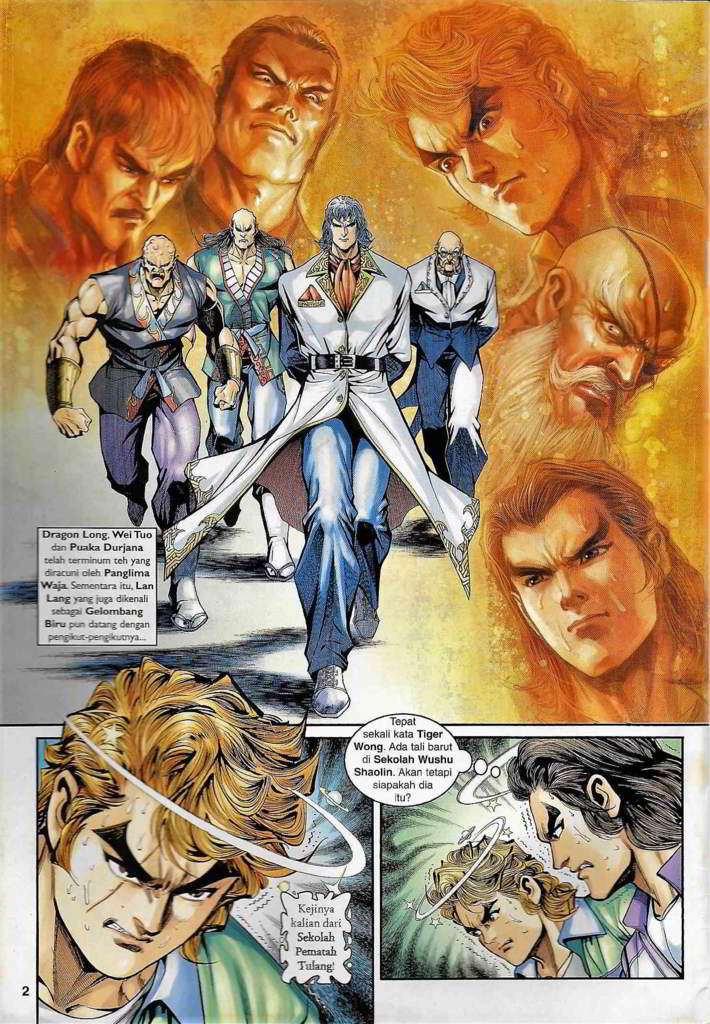 Dragon Long, Wei Tuo
dan Puaka Durjana
telah terminum teh yang
diracuni oleh Panglima
Waja. Sementara itu, Lan
Lang yang juga dikenali
sebagai Gelombang
Biru pun datang dengan
pengikut-pengikutnya...
Tepat
sekali kata Tiger
Wong. Ada tali barut
di Sekolah Wushu
Shaolin. Akan tetapi
siapakah dia
itu?
Kejinya
kalian dari
Sekolah
Pematah
Tulang!
2